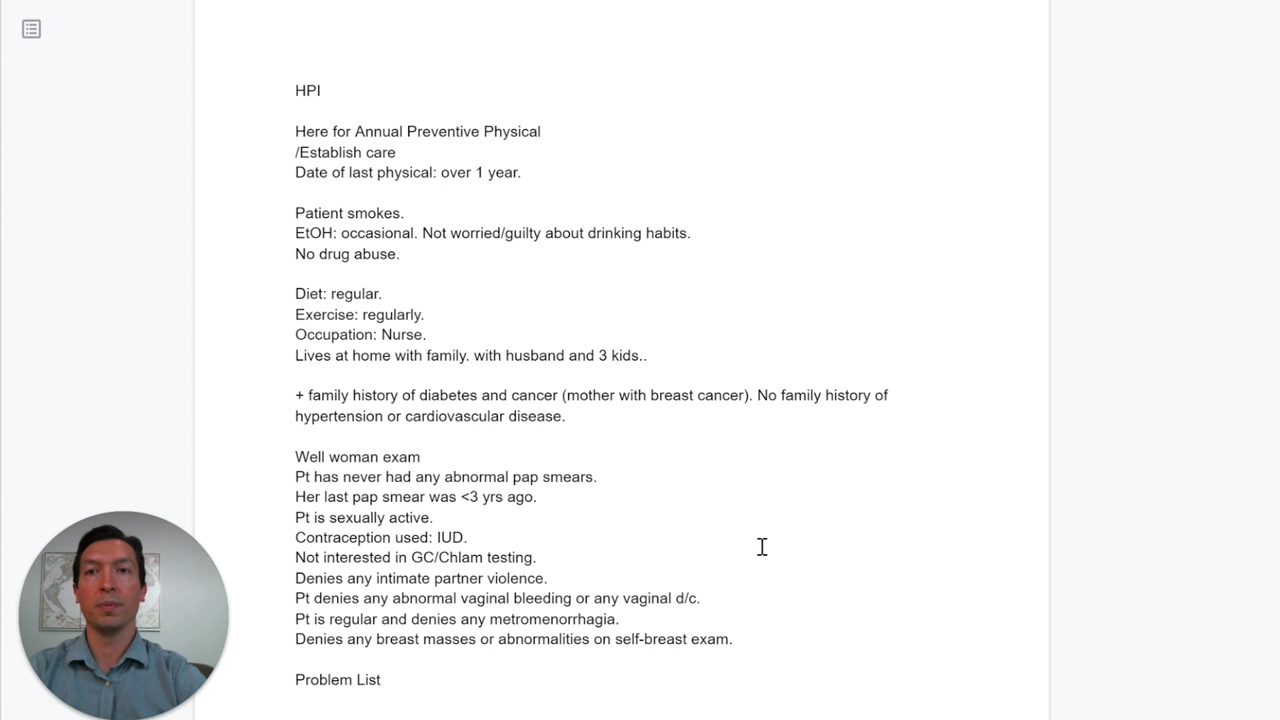 HPI
Here for Annual Preventive Physical
/Establish care
Date of last physical: over 1 year.
Patient smokes.
EtOH: occasional. Not worried/guilty about drinking habits.
No drug abuse.
Diet: regular.
Exercise: regularly.
Occupation: Nurse.
Lives at home with family. with husband and 3 kids..
+ family history of diabetes and cancer (mother with breast cancer). No family history of
hypertension or cardiovascular disease.
Well woman exam
Pt has never had any abnormal pap smears.
Her last pap smear was <3 yrs ago.
Pt is sexually active.
Contraception used: IUD.
Not interested in GC/Chlam testing.
Denies any intimate partner violence.
Pt denies any abnormal vaginal bleeding or any vaginal d/c.
Pt is regular and denies any metromenorrhagia.
Denies any breast masses or abnormalities on self-breast exam.
Problem List